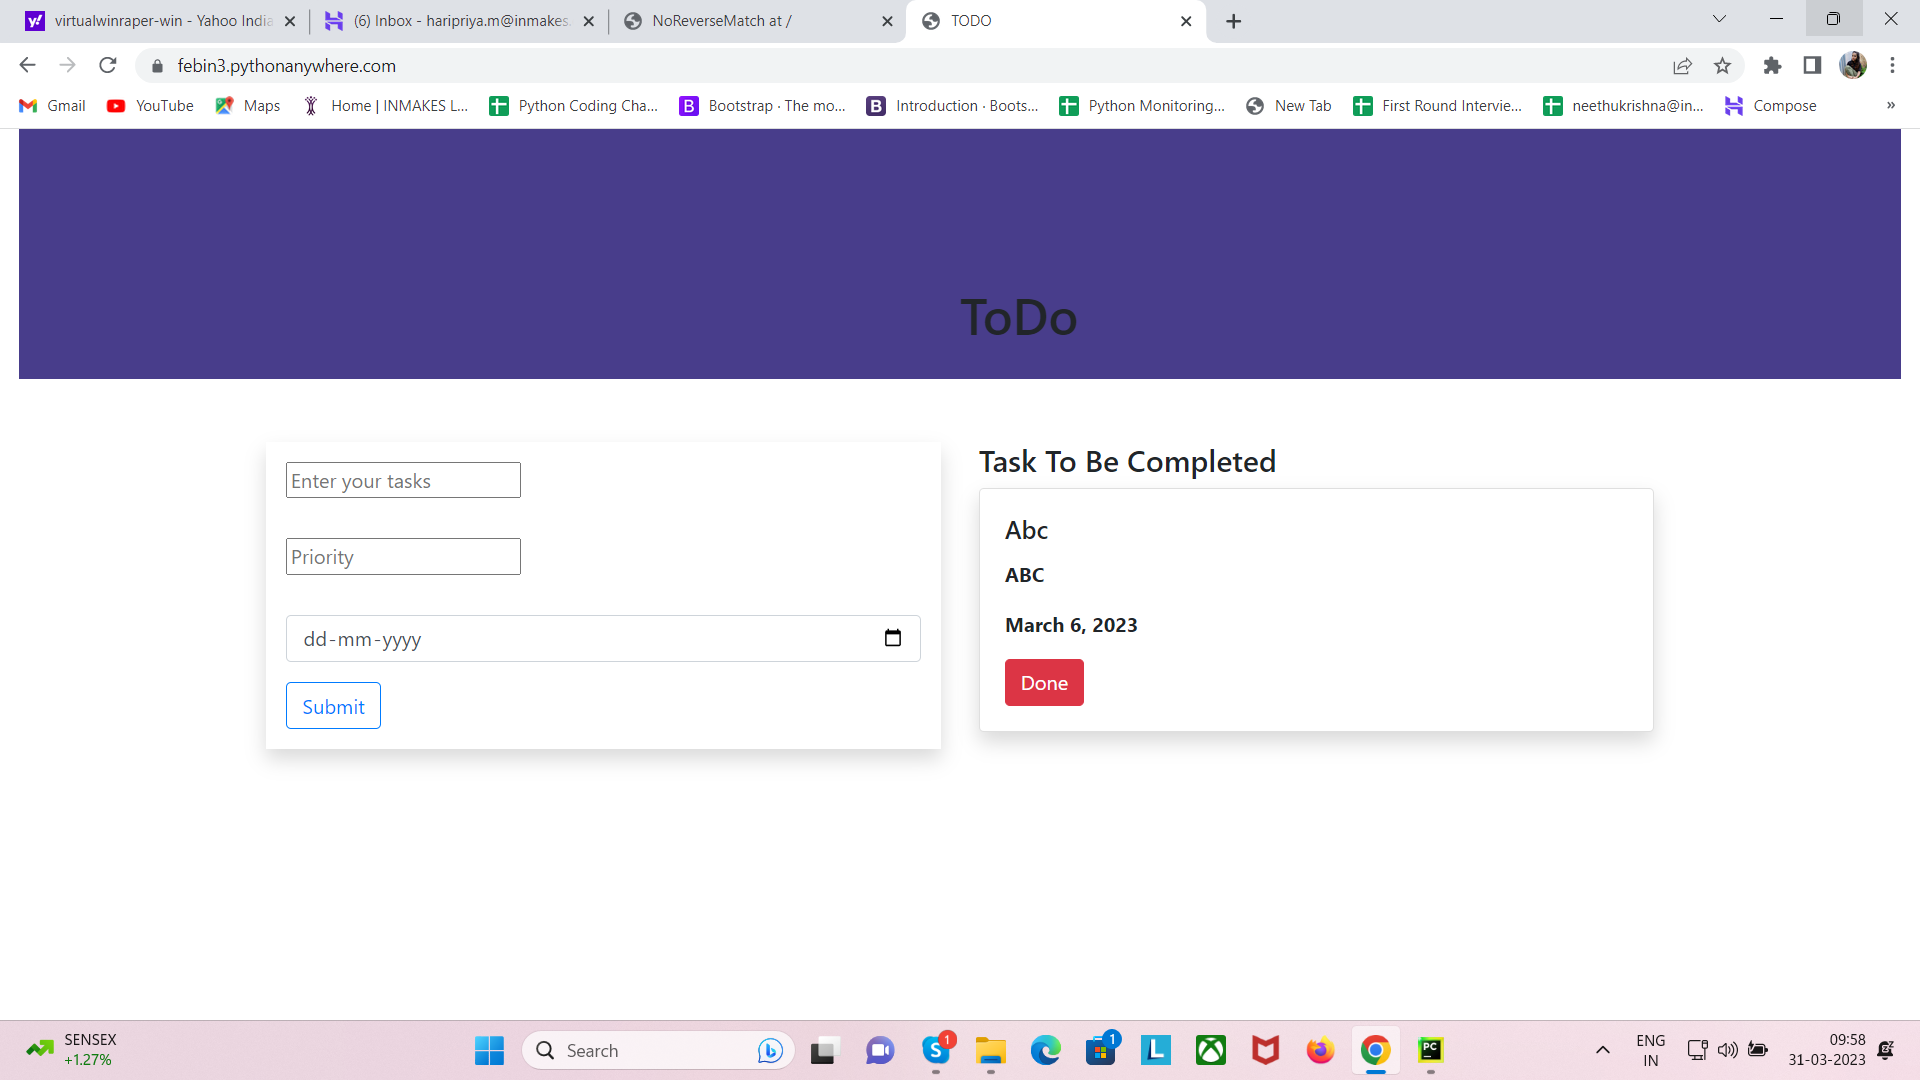 virtualwinraper-win - Yahoo India
(6) Inbox - haripriya.m@inmakes.
NoReverseMatch at /
TODO
febin3.pythonanywhere.com
Gmail
YouTube
Maps
Home | INMAKES L...
Python Coding Cha...
Bootstrap · The mo...
Introduction · Boots...
Python Monitoring...
New Tab
First Round Intervie...
neethukrishna@in...
Compose
»
ToDo
Enter your tasks
Priority
dd-mm-yyyy
Submit
Task To Be Completed
Abc
ABC
March 6, 2023
Done
SENSEX
+1.27%
Search
1
1
ENG
IN
09:58
31-03-2023